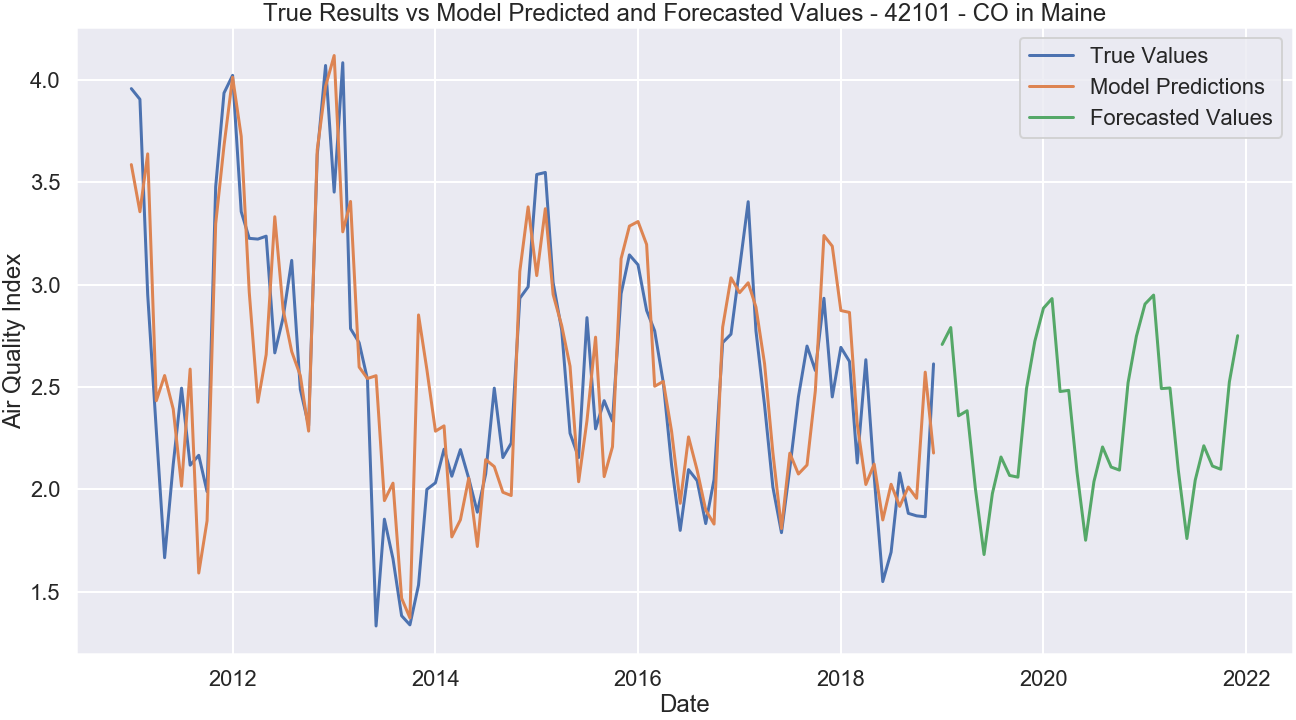 True Results vs Model Predicted and Forecasted Values - 42101 - CO in Maine
True Values
Model Predictions
Forecasted Values
Air Quality Index
4.0
3.5
3.0
2.5
2.0
1.5
2012 2014 2016 2018 2020 2022
Date